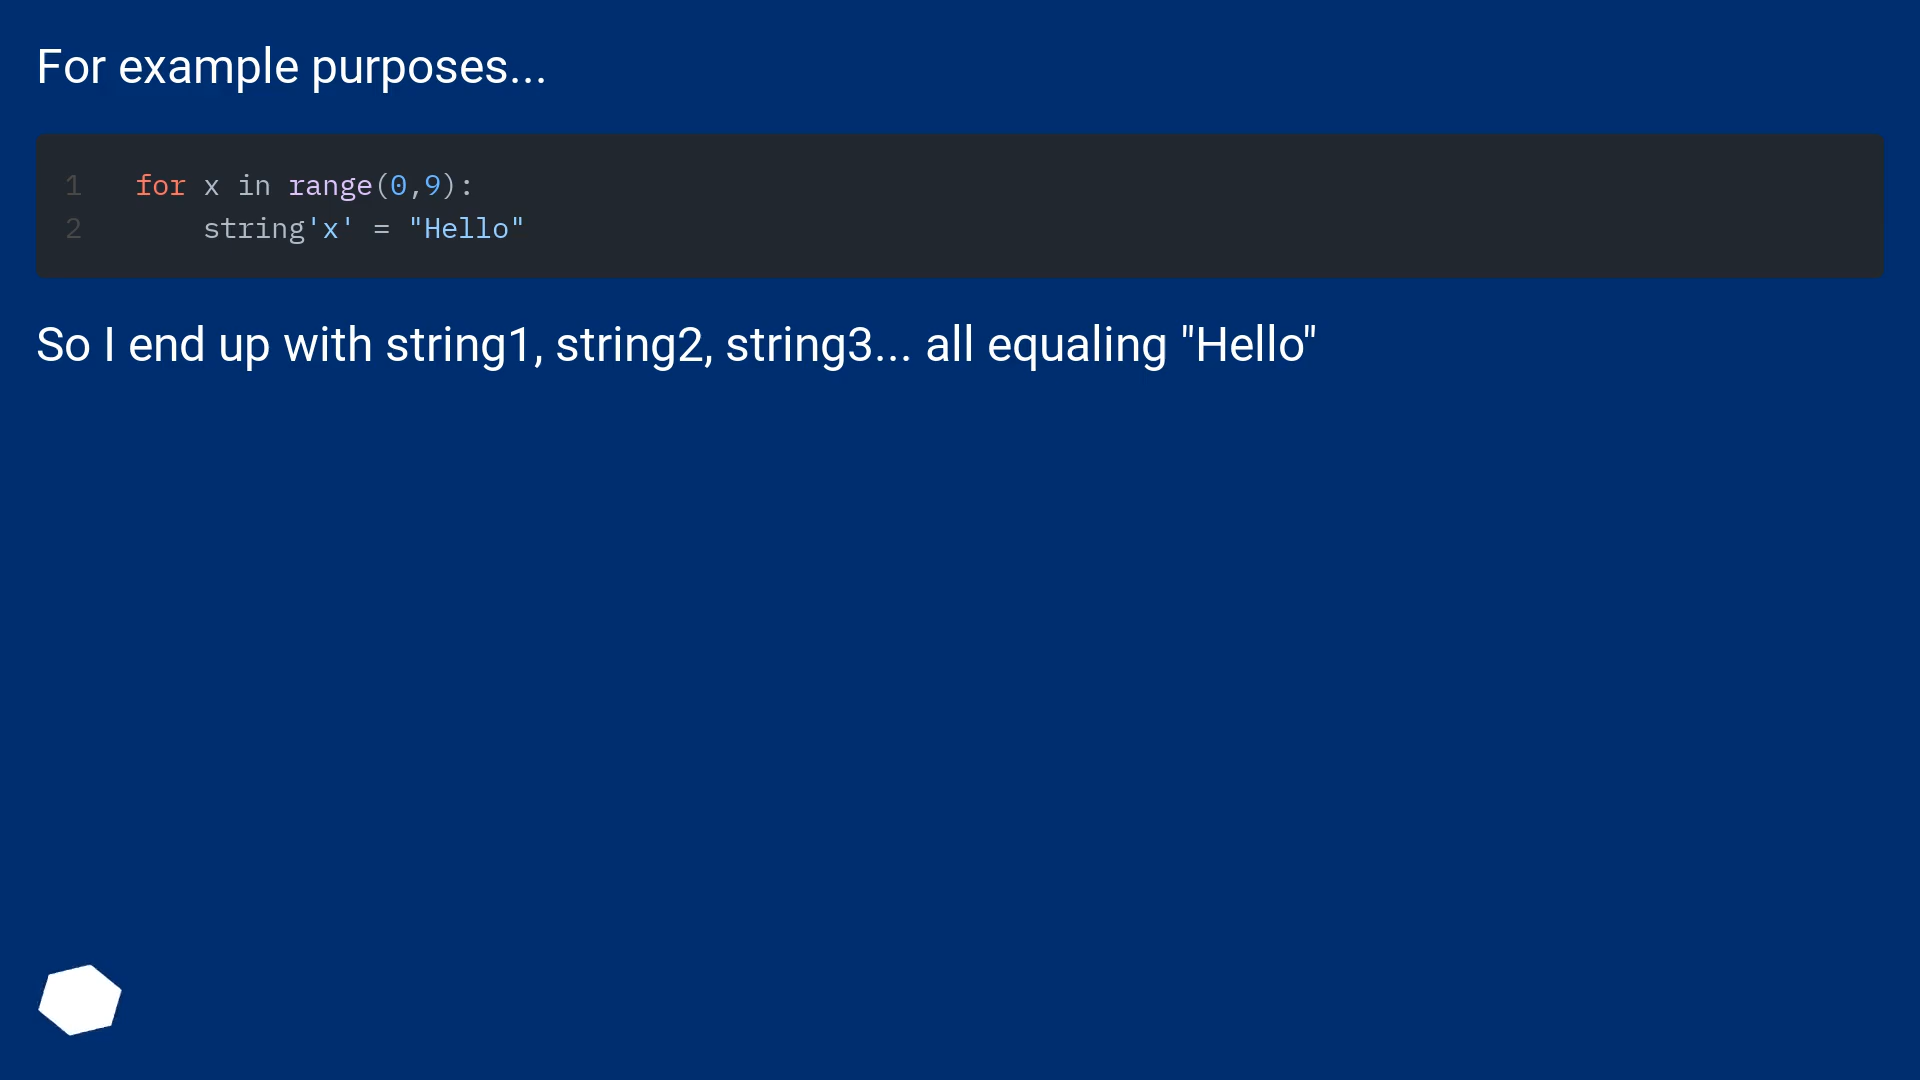 For example purposes...
1 for x in range(0,9):
2     string'x' = "Hello"
So I end up with string1, string2, string3... all equaling "Hello"